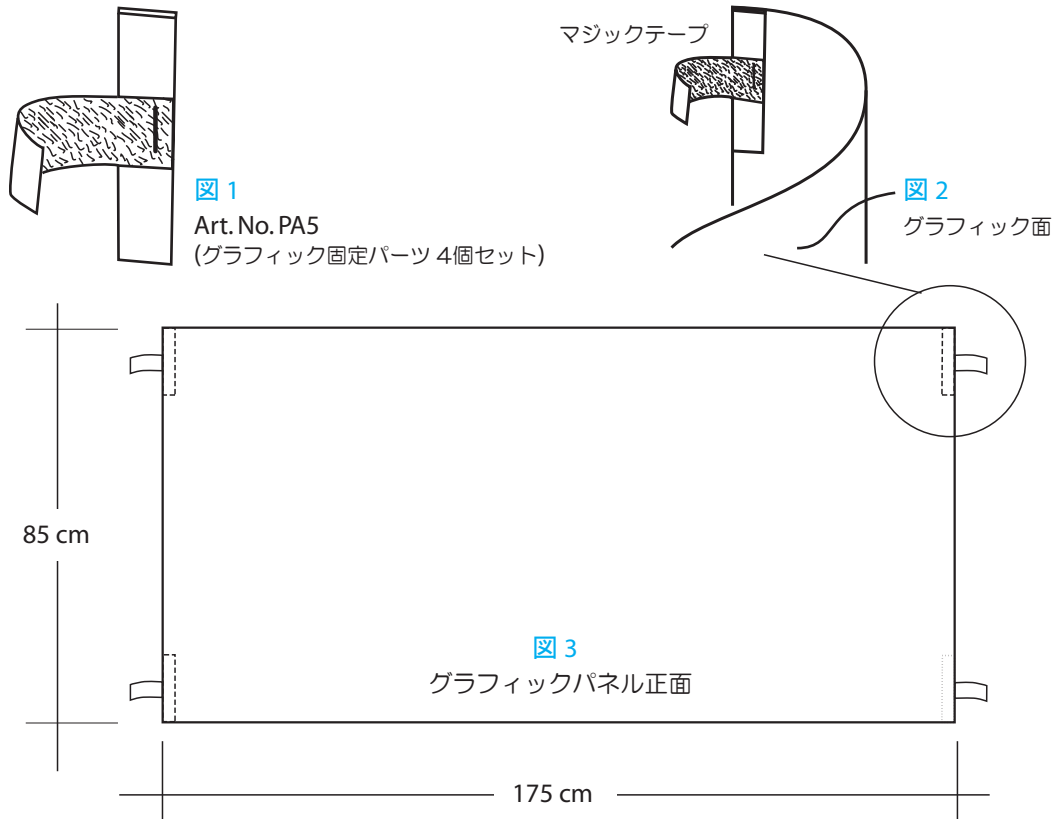 マジックテープ
図 1
Art. No. PA5
(グラフィック固定パーツ 4個セット)
図 2
グラフィック面
85 cm
図 3
グラフィックパネル正面
175 cm